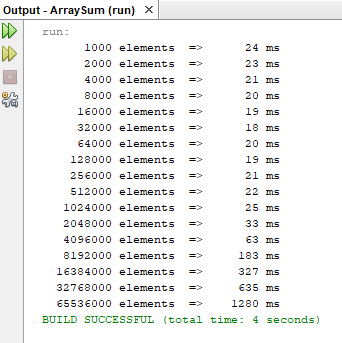 Output - ArraySum (run)
run:
1000 elements => 24 ms
2000 elements => 23 ms
4000 elements => 21 ms
8000 elements => 20 ms
16000 elements => 19 ms
32000 elements => 18 ms
64000 elements => 20 ms
128000 elements => 19 ms
256000 elements => 21 ms
512000 elements => 22 ms
1024000 elements => 25 ms
2048000 elements => 33 ms
4096000 elements => 63 ms
8192000 elements => 183 ms
16384000 elements => 327 ms
32768000 elements => 635 ms
65536000 elements => 1280 ms
BUILD SUCCESSFUL (total time: 4 seconds)